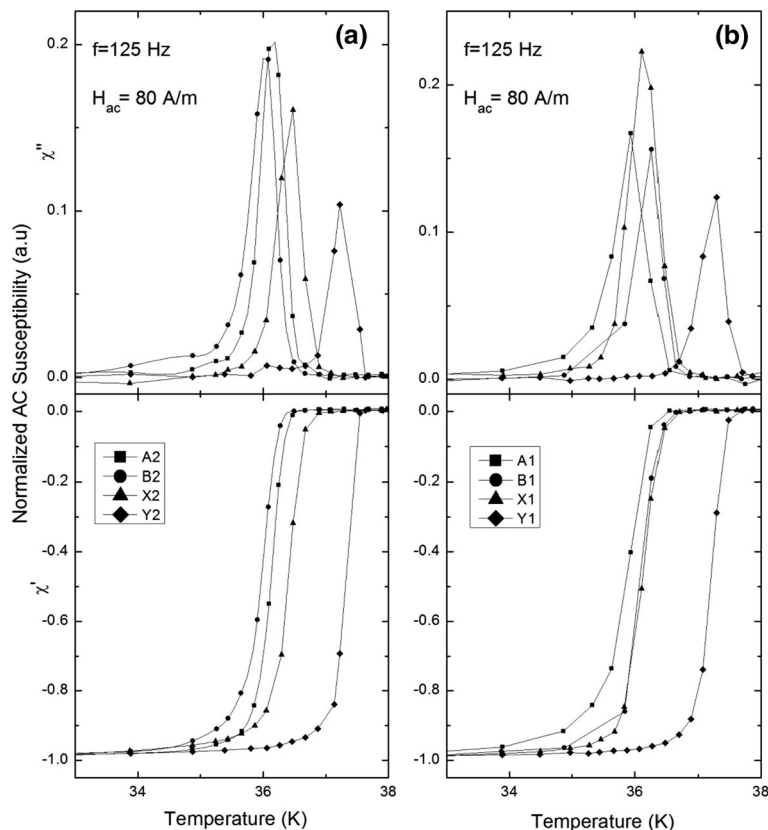 (a)
f=125 Hz
H_ac= 80 A/m
(b)
f=125 Hz
H_ac= 80 A/m
Normalized AC Susceptibility (a.u)
χ''
0.2
0.1
0.0
0.2
0.1
0.0
χ'
0.0
-0.2
-0.4
-0.6
-0.8
-1.0
A2
B2
X2
Y2
0.0
-0.2
-0.4
-0.6
-0.8
-1.0
A1
B1
X1
Y1
34 36 38
34 35 36 37 38
Temperature (K)
Temperature (K)